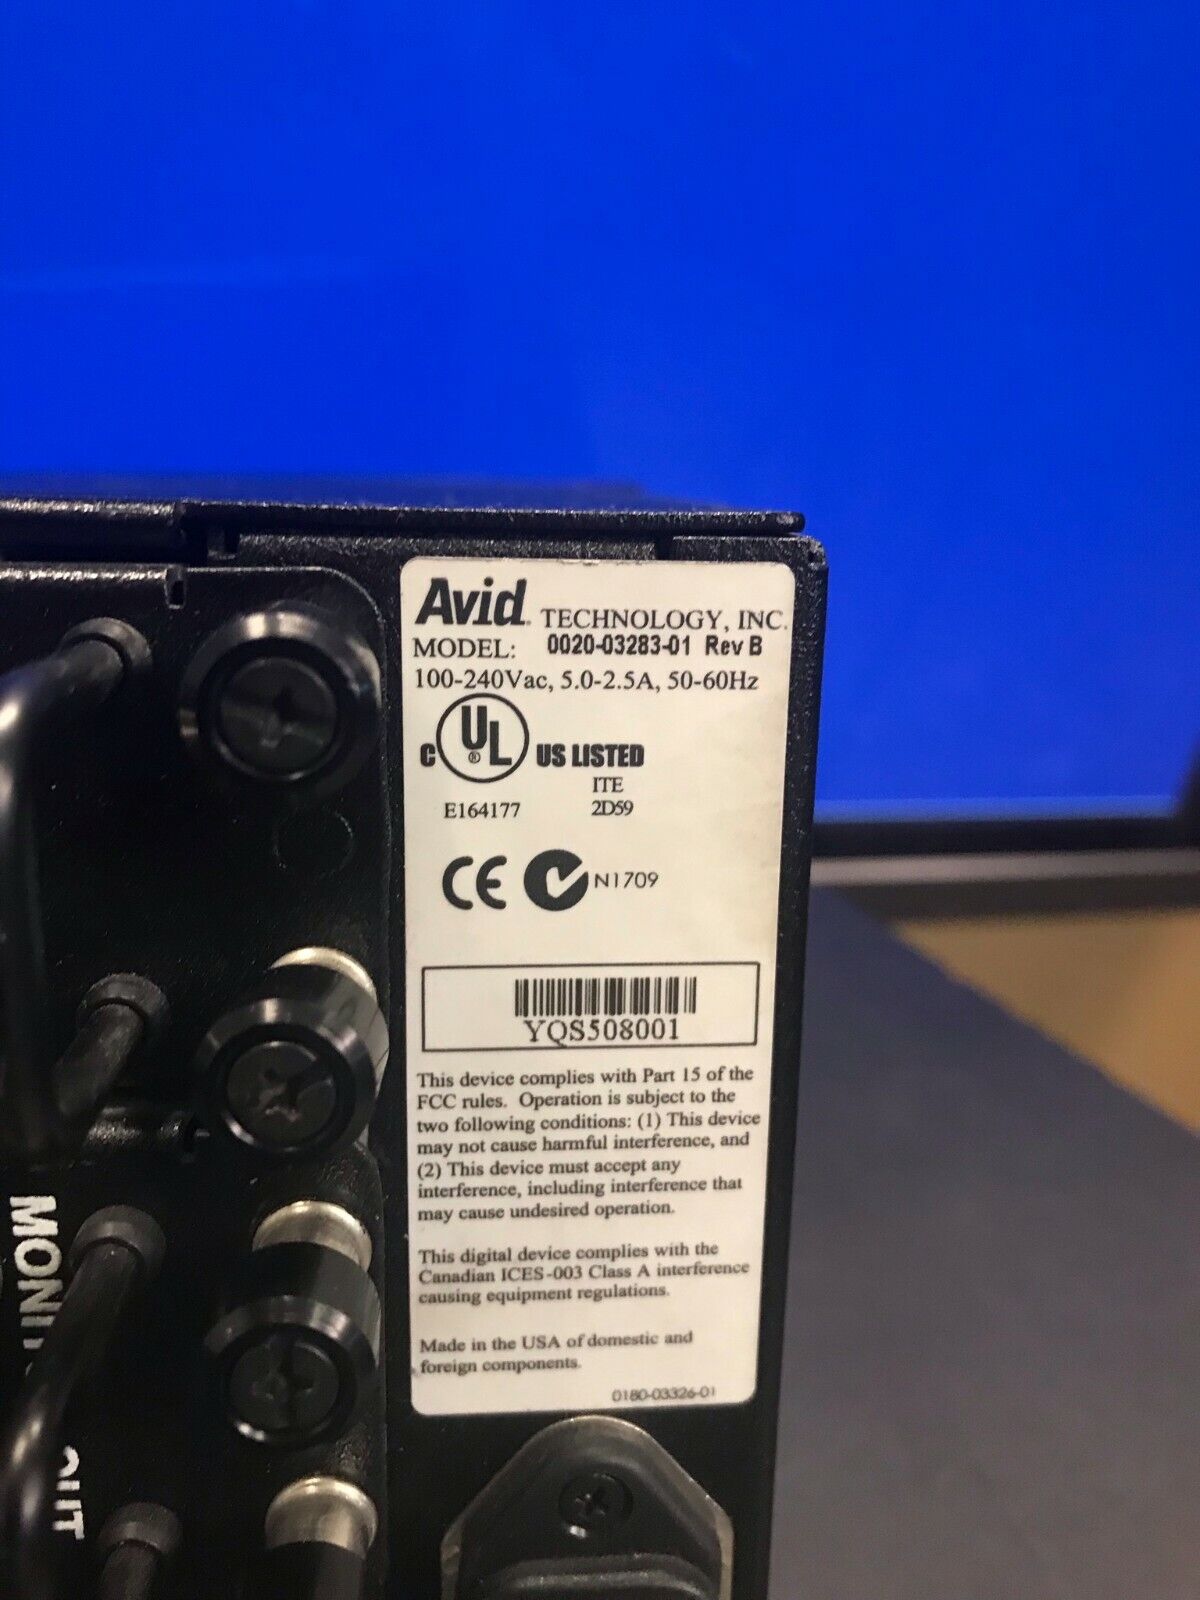 Avid TECHNOLOGY, INC.
MODEL: 0020-03283-01 Rev B
100-240Vac, 5.0-2.5A, 50-60Hz
C UL ® US LISTED
ITE
E164177 2D59
CE N1709
YQS508001
This device complies with Part 15 of the
FCC rules. Operation is subject to the
two following conditions: (1) This device
may not cause harmful interference, and
(2) This device must accept any
interference, including interference that
may cause undesired operation.
This digital device complies with the
Canadian ICES-003 Class A interference
causing equipment regulations.
Made in the USA of domestic and
foreign components.
0180-03326-01